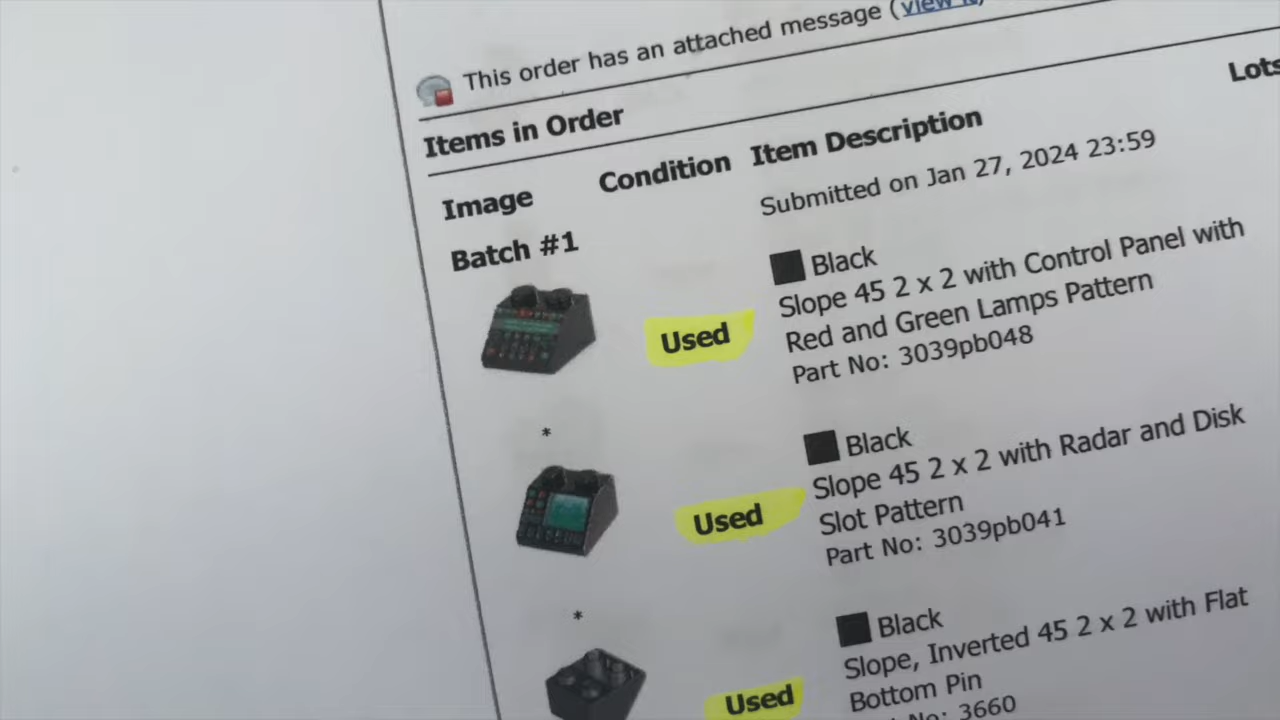 This order has an attached message (view it)
Items in Order
Lots
Image Condition Item Description
Submitted on Jan 27, 2024 23:59
Batch #1
Black
Used
Slope 45 2 x 2 with Control Panel with
Red and Green Lamps Pattern
Part No: 3039pb048
*
Black
Used
Slope 45 2 x 2 with Radar and Disk
Slot Pattern
Part No: 3039pb041
*
Black
Used
Slope, Inverted 45 2 x 2 with Flat
Bottom Pin
No: 3660